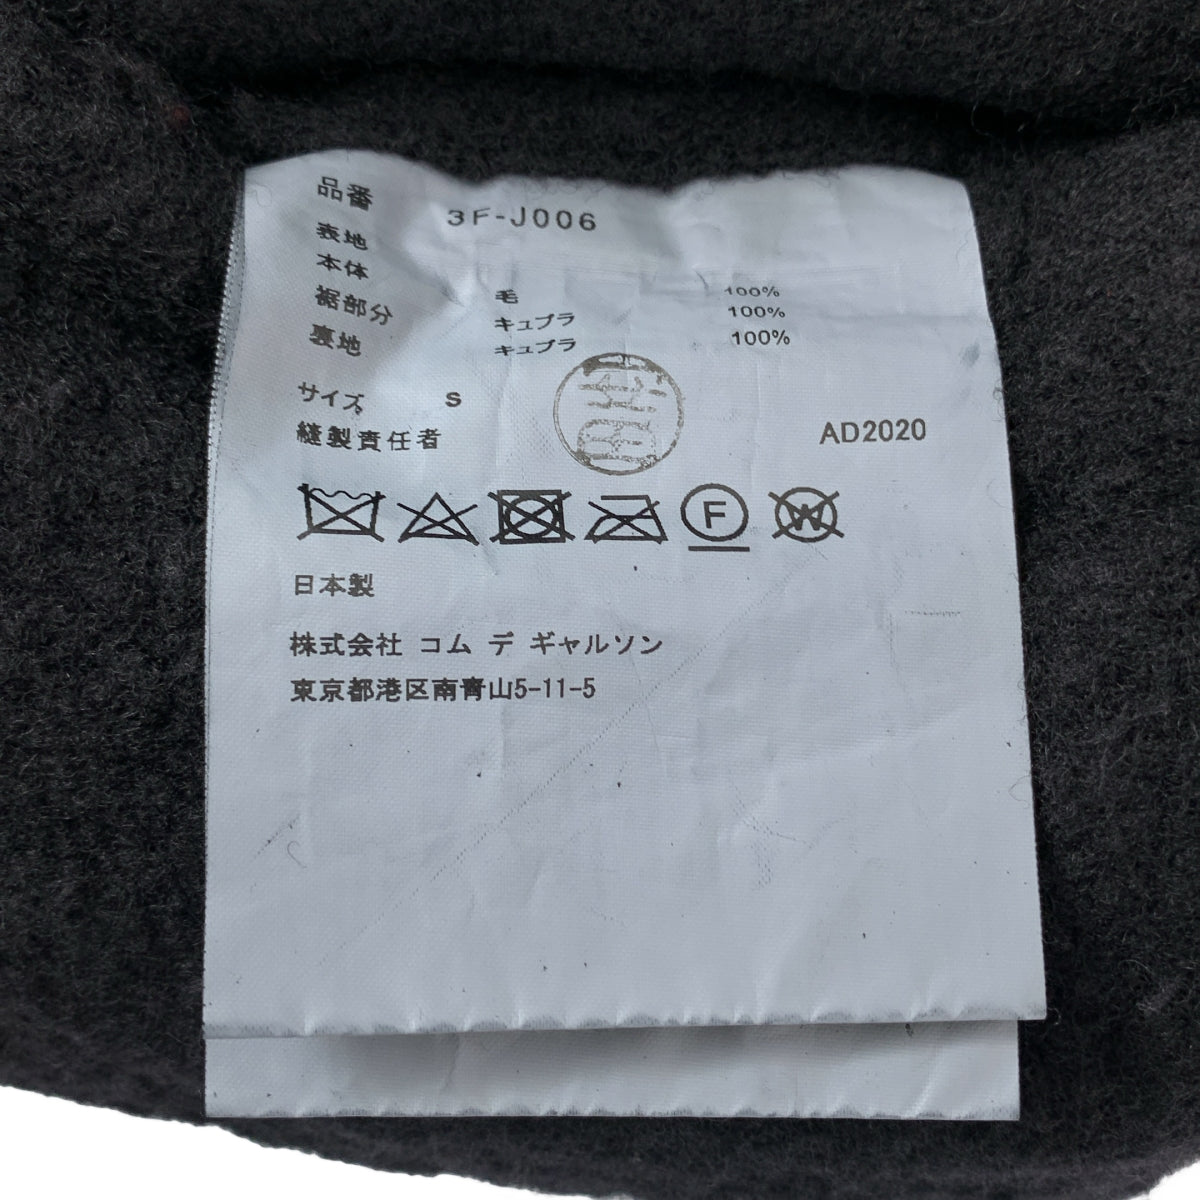 品番 3F-J006
表地
本体 毛 100%
裾部分 キュプラ 100%
裏地 キュプラ 100%
サイズ S
縫製責任者 AD2020
F W
日本製
株式会社 コム デ ギャルソン
東京都港区南青山5-11-5